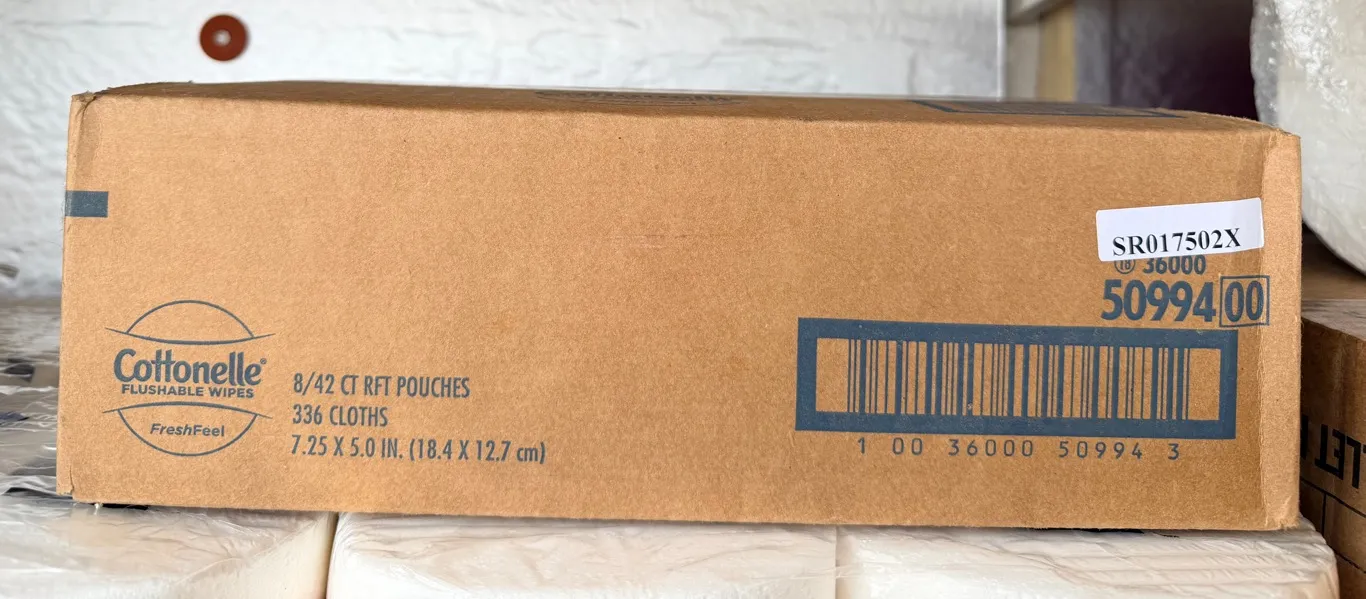 Cottonelle®
FLUSHABLE WIPES
FreshFeel
8/42 CT RFT POUCHES
336 CLOTHS
7.25 X 5.0 IN. (18.4 X 12.7 cm)
SR017502X
18 36000
50994 00
1 00 36000 50994 3